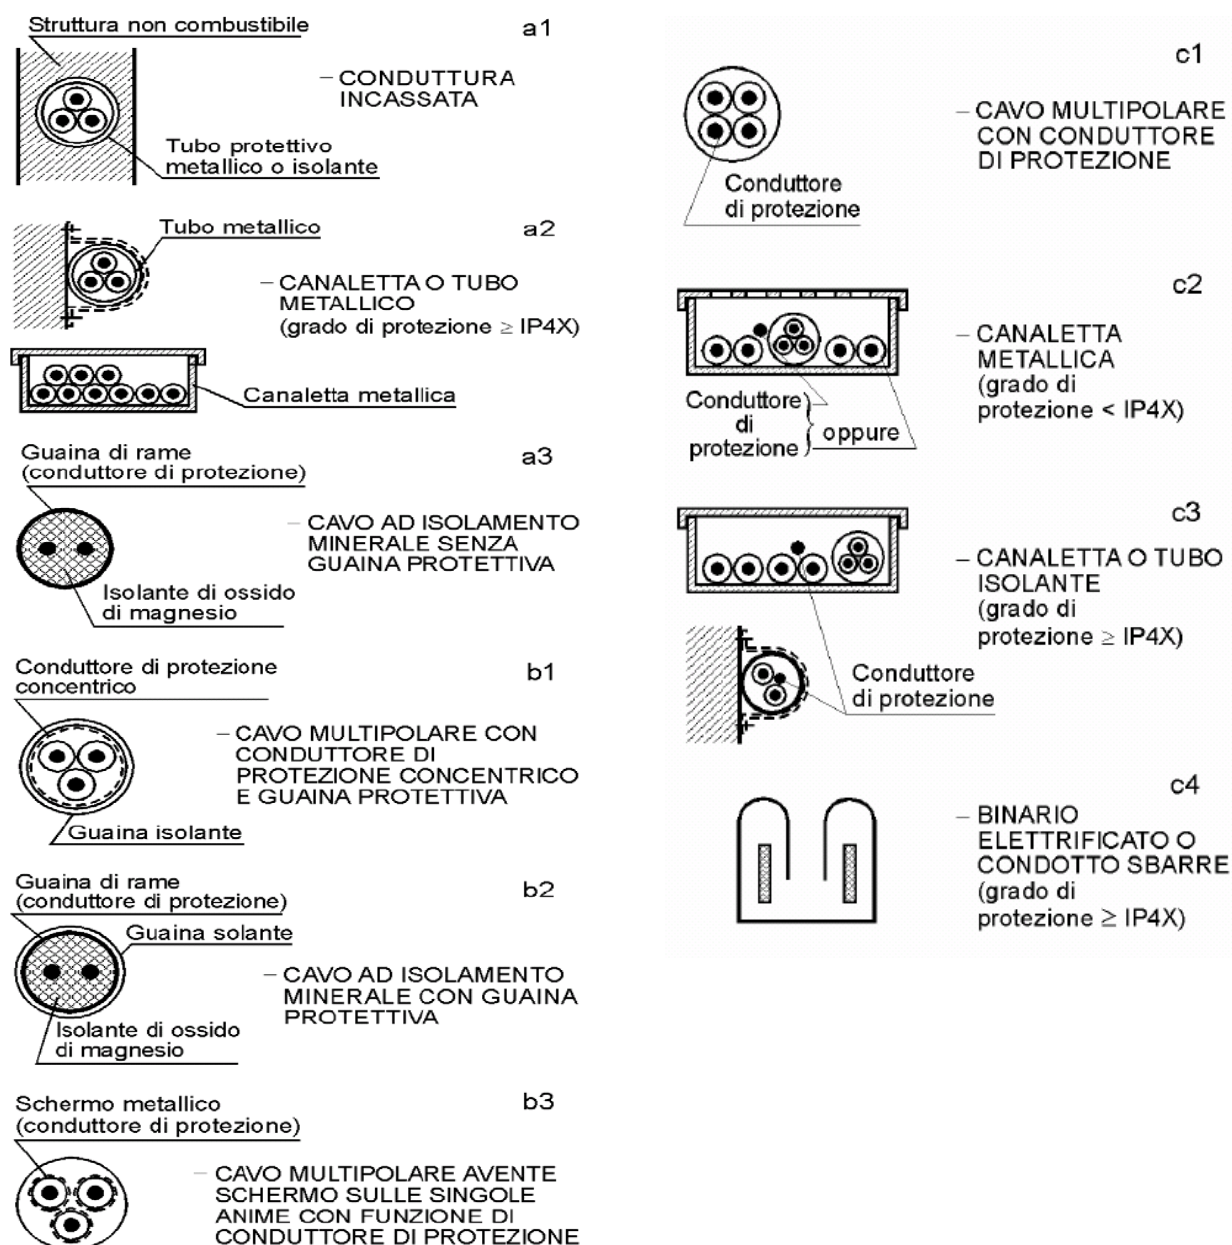 Struttura non combustibile
a1
– CONDUTTURA
INCASSATA
Tubo protettivo
metallico o isolante
Tubo metallico
a2
– CANALETTA O TUBO
METALLICO
(grado di protezione ≥ IP4X)
Canaletta metallica
Guaina di rame
(conduttore di protezione)
a3
– CAVO AD ISOLAMENTO
MINERALE SENZA
GUAINA PROTETTIVA
Isolante di ossido
di magnesio
Conduttore di protezione
concentrico
b1
– CAVO MULTIPOLARE CON
CONDUTTORE DI
PROTEZIONE CONCENTRICO
E GUAINA PROTETTIVA
Guaina isolante
Guaina di rame
(conduttore di protezione)
b2
Guaina solante
– CAVO AD ISOLAMENTO
MINERALE CON GUAINA
PROTETTIVA
Isolante di ossido
di magnesio
b3
Schermo metallico
(conduttore di protezione)
– CAVO MULTIPOLARE AVENTE
SCHERMO SULLE SINGOLE
ANIME CON FUNZIONE DI
CONDUTTORE DI PROTEZIONE
c1
– CAVO MULTIPOLARE
CON CONDUTTORE
DI PROTEZIONE
Conduttore
di protezione
c2
– CANALETTA
METALLICA
(grado di
protezione < IP4X)
Conduttore
di
protezione
oppure
c3
– CANALETTA O TUBO
ISOLANTE
(grado di
protezione ≥ IP4X)
Conduttore
di protezione
c4
– BINARIO
ELETTRIFICATO O
CONDOTTO SBARRE
(grado di
protezione ≥ IP4X)